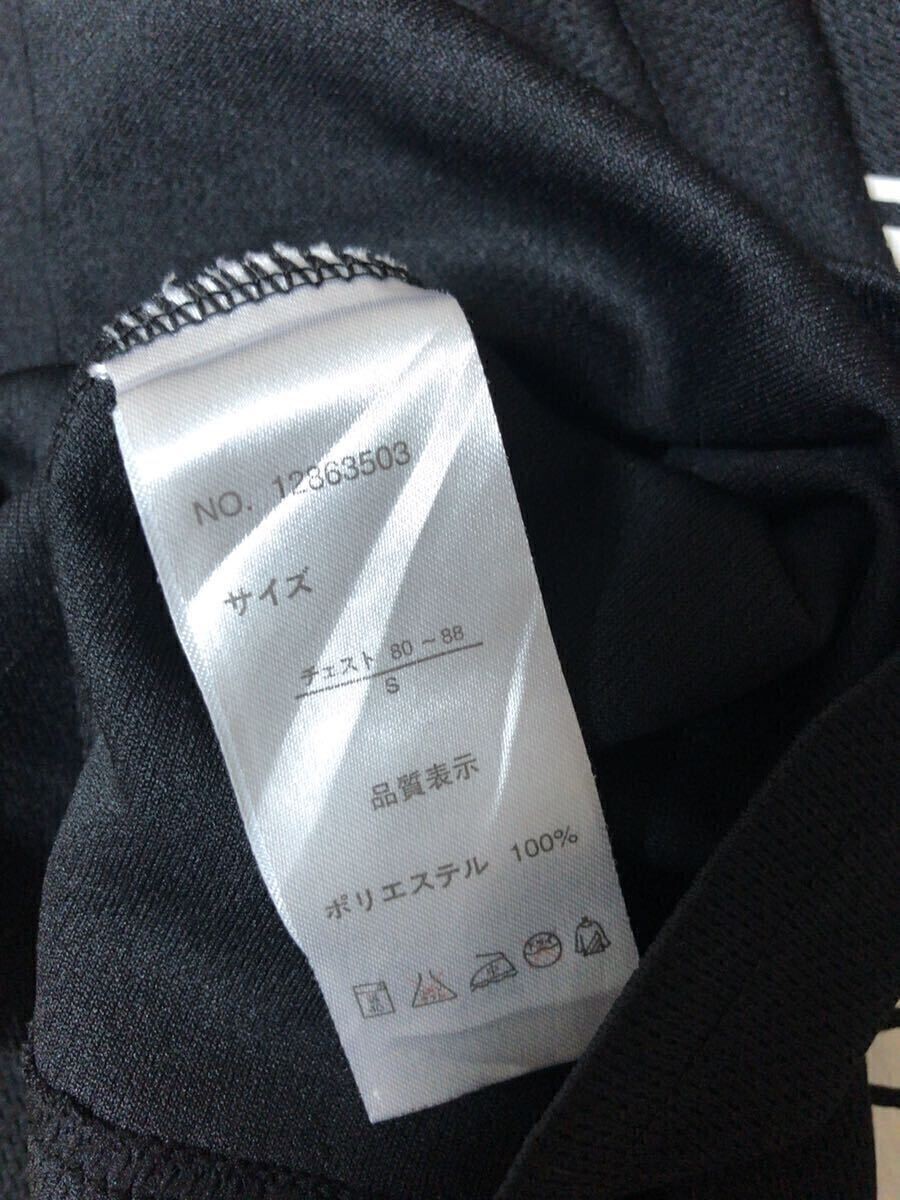 NO. 12363503
サイズ
チェスト 80～88
S
品質表示
ポリエステル 100%